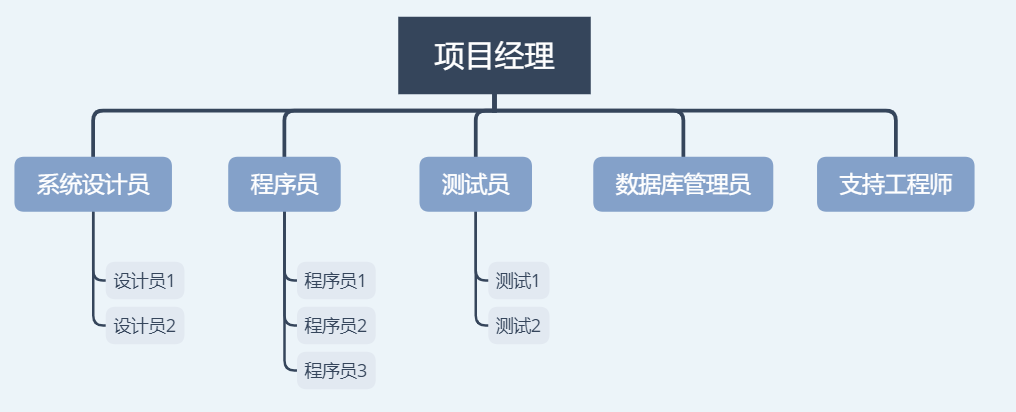 项目经理
系统设计员
程序员
测试员
数据库管理员
支持工程师
设计员1
程序员1
测试1
设计员2
程序员2
测试2
程序员3